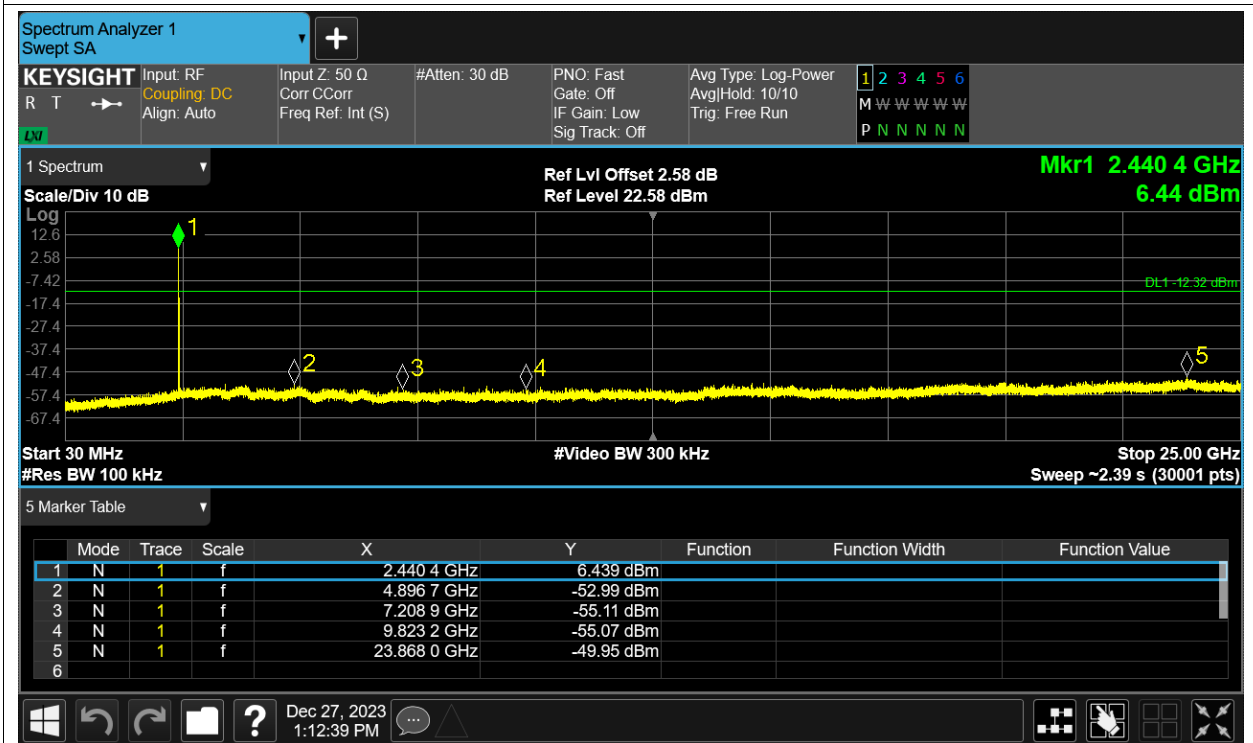 Spectrum Analyzer 1
Swept SA
KEYSIGHT Input: RF Input Z: 50 Ω #Atten: 30 dB PNO: Fast Avg Type: Log-Power 1 2 3 4 5 6
R T Coupling: DC Corr CCorr Gate: Off Avg|Hold: 10/10 M W W W W W
Align: Auto Freq Ref: Int (S) IF Gain: Low Trig: Free Run
LXI Sig Track: Off P N N N N N
1 Spectrum Ref Lvl Offset 2.58 dB Mkr1 2.440 4 GHz
Scale/Div 10 dB Ref Level 22.58 dBm 6.44 dBm
Log
1
12.6
2.58
-7.42
DL1 -12.32 dBm
-17.4
-27.4
-37.4
2 3 4 5
-47.4
-57.4
-67.4
Start 30 MHz #Video BW 300 kHz Stop 25.00 GHz
#Res BW 100 kHz Sweep ~2.39 s (30001 pts)
5 Marker Table
Mode Trace Scale X Y Function Function Width Function Value
1 N 1 f 2.440 4 GHz 6.439 dBm
2 N 1 f 4.896 7 GHz -52.99 dBm
3 N 1 f 7.208 9 GHz -55.11 dBm
4 N 1 f 9.823 2 GHz -55.07 dBm
5 N 1 f 23.868 0 GHz -49.95 dBm
6
? Dec 27, 2023
1:12:39 PM